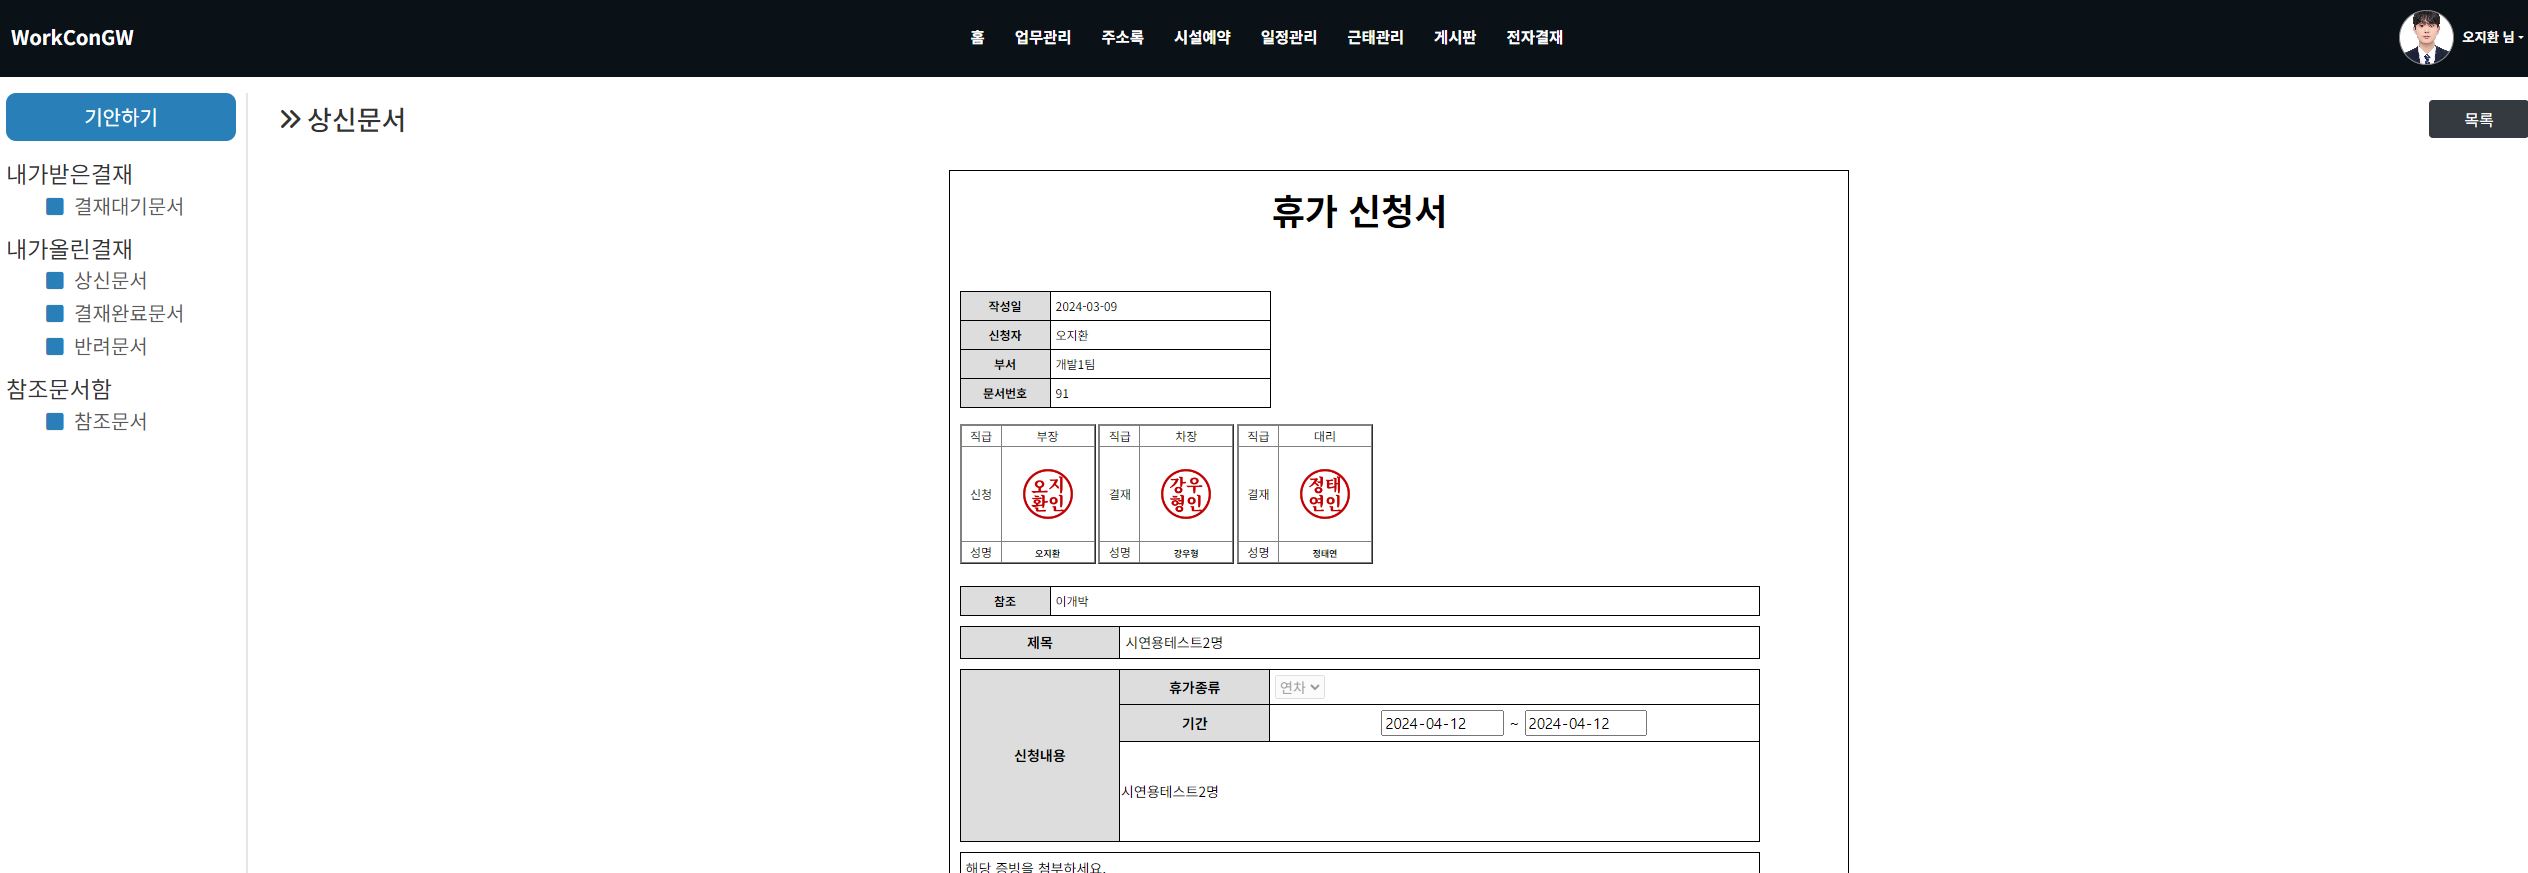 WorkConGW
홈 업무관리 주소록 시설예약 일정관리 근태관리 게시판 전자결재
오지환 님
기안하기
내가받은결재
결재대기문서
내가올린결재
상신문서
결재완료문서
반려문서
참조문서함
참조문서
상신문서
목록
휴가 신청서
작성일 2024-03-09
신청자 오지환
부서 개발1팀
문서번호 91
직급 부장 직급 차장 직급 대리
신청 오지 결재 강우 결재 정태
환인 형인 연인
성명 오지환 성명 강우형 성명 정태연
참조 이개박
제목 시연용테스트2명
신청내용
휴가종류 연차
기간 2024-04-12 ~ 2024-04-12
시연용테스트2명
해당 증빙을 첨부하세요.